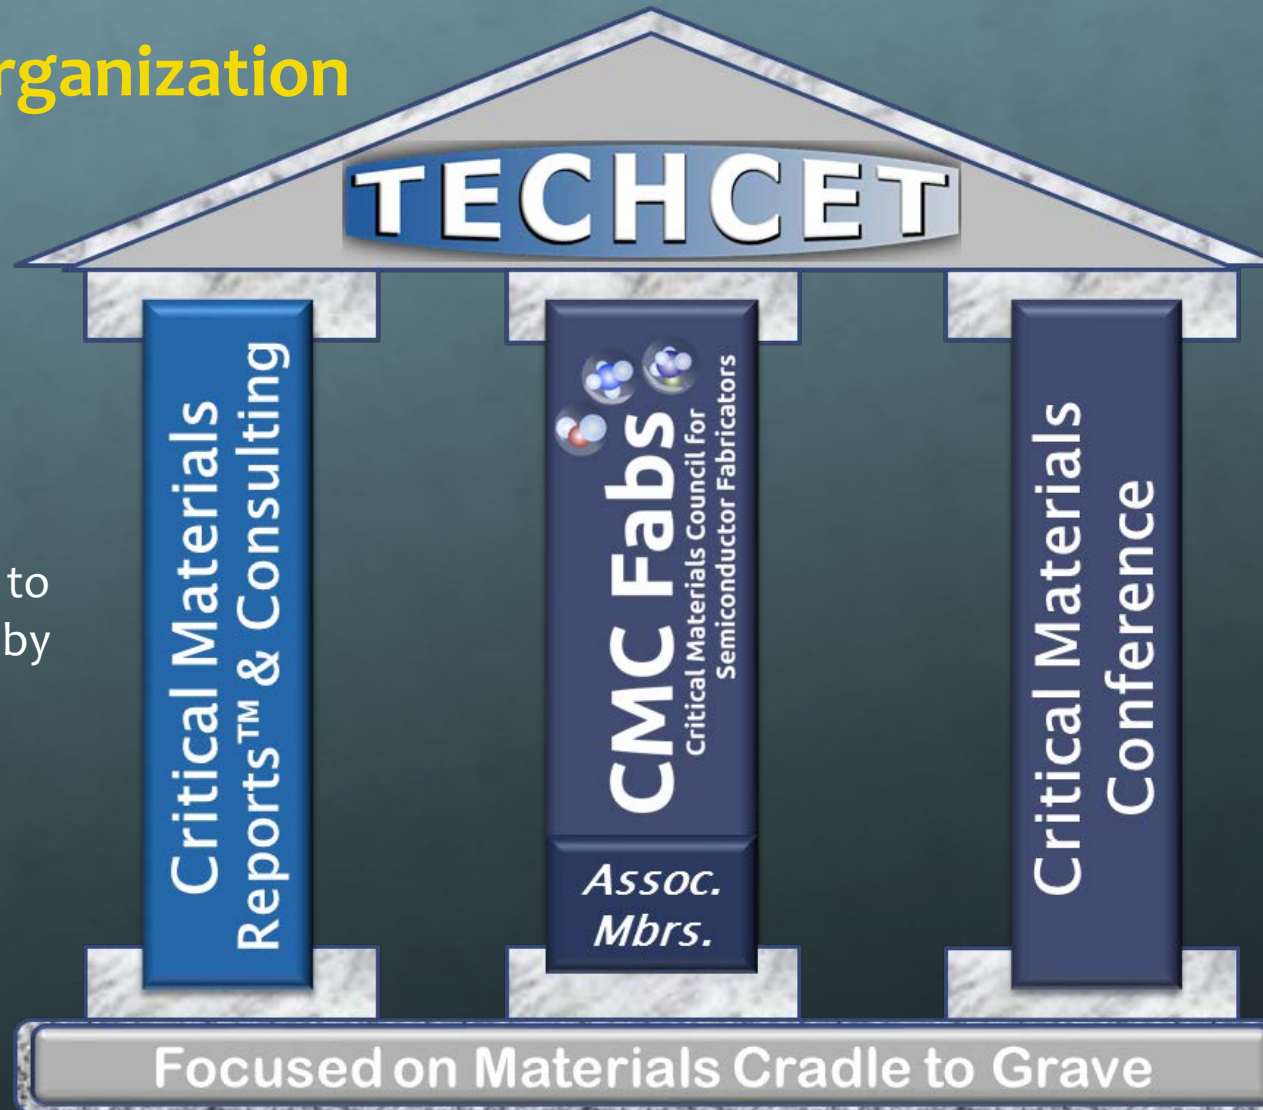 rganization
TECHCET
to
by
Critical Materials
Reports™ & Consulting
CMC Fabs
Critical Materials Council for
Semiconductor Fabricators
Assoc.
Mbrs.
Critical Materials
Conference
Focused on Materials Cradle to Grave